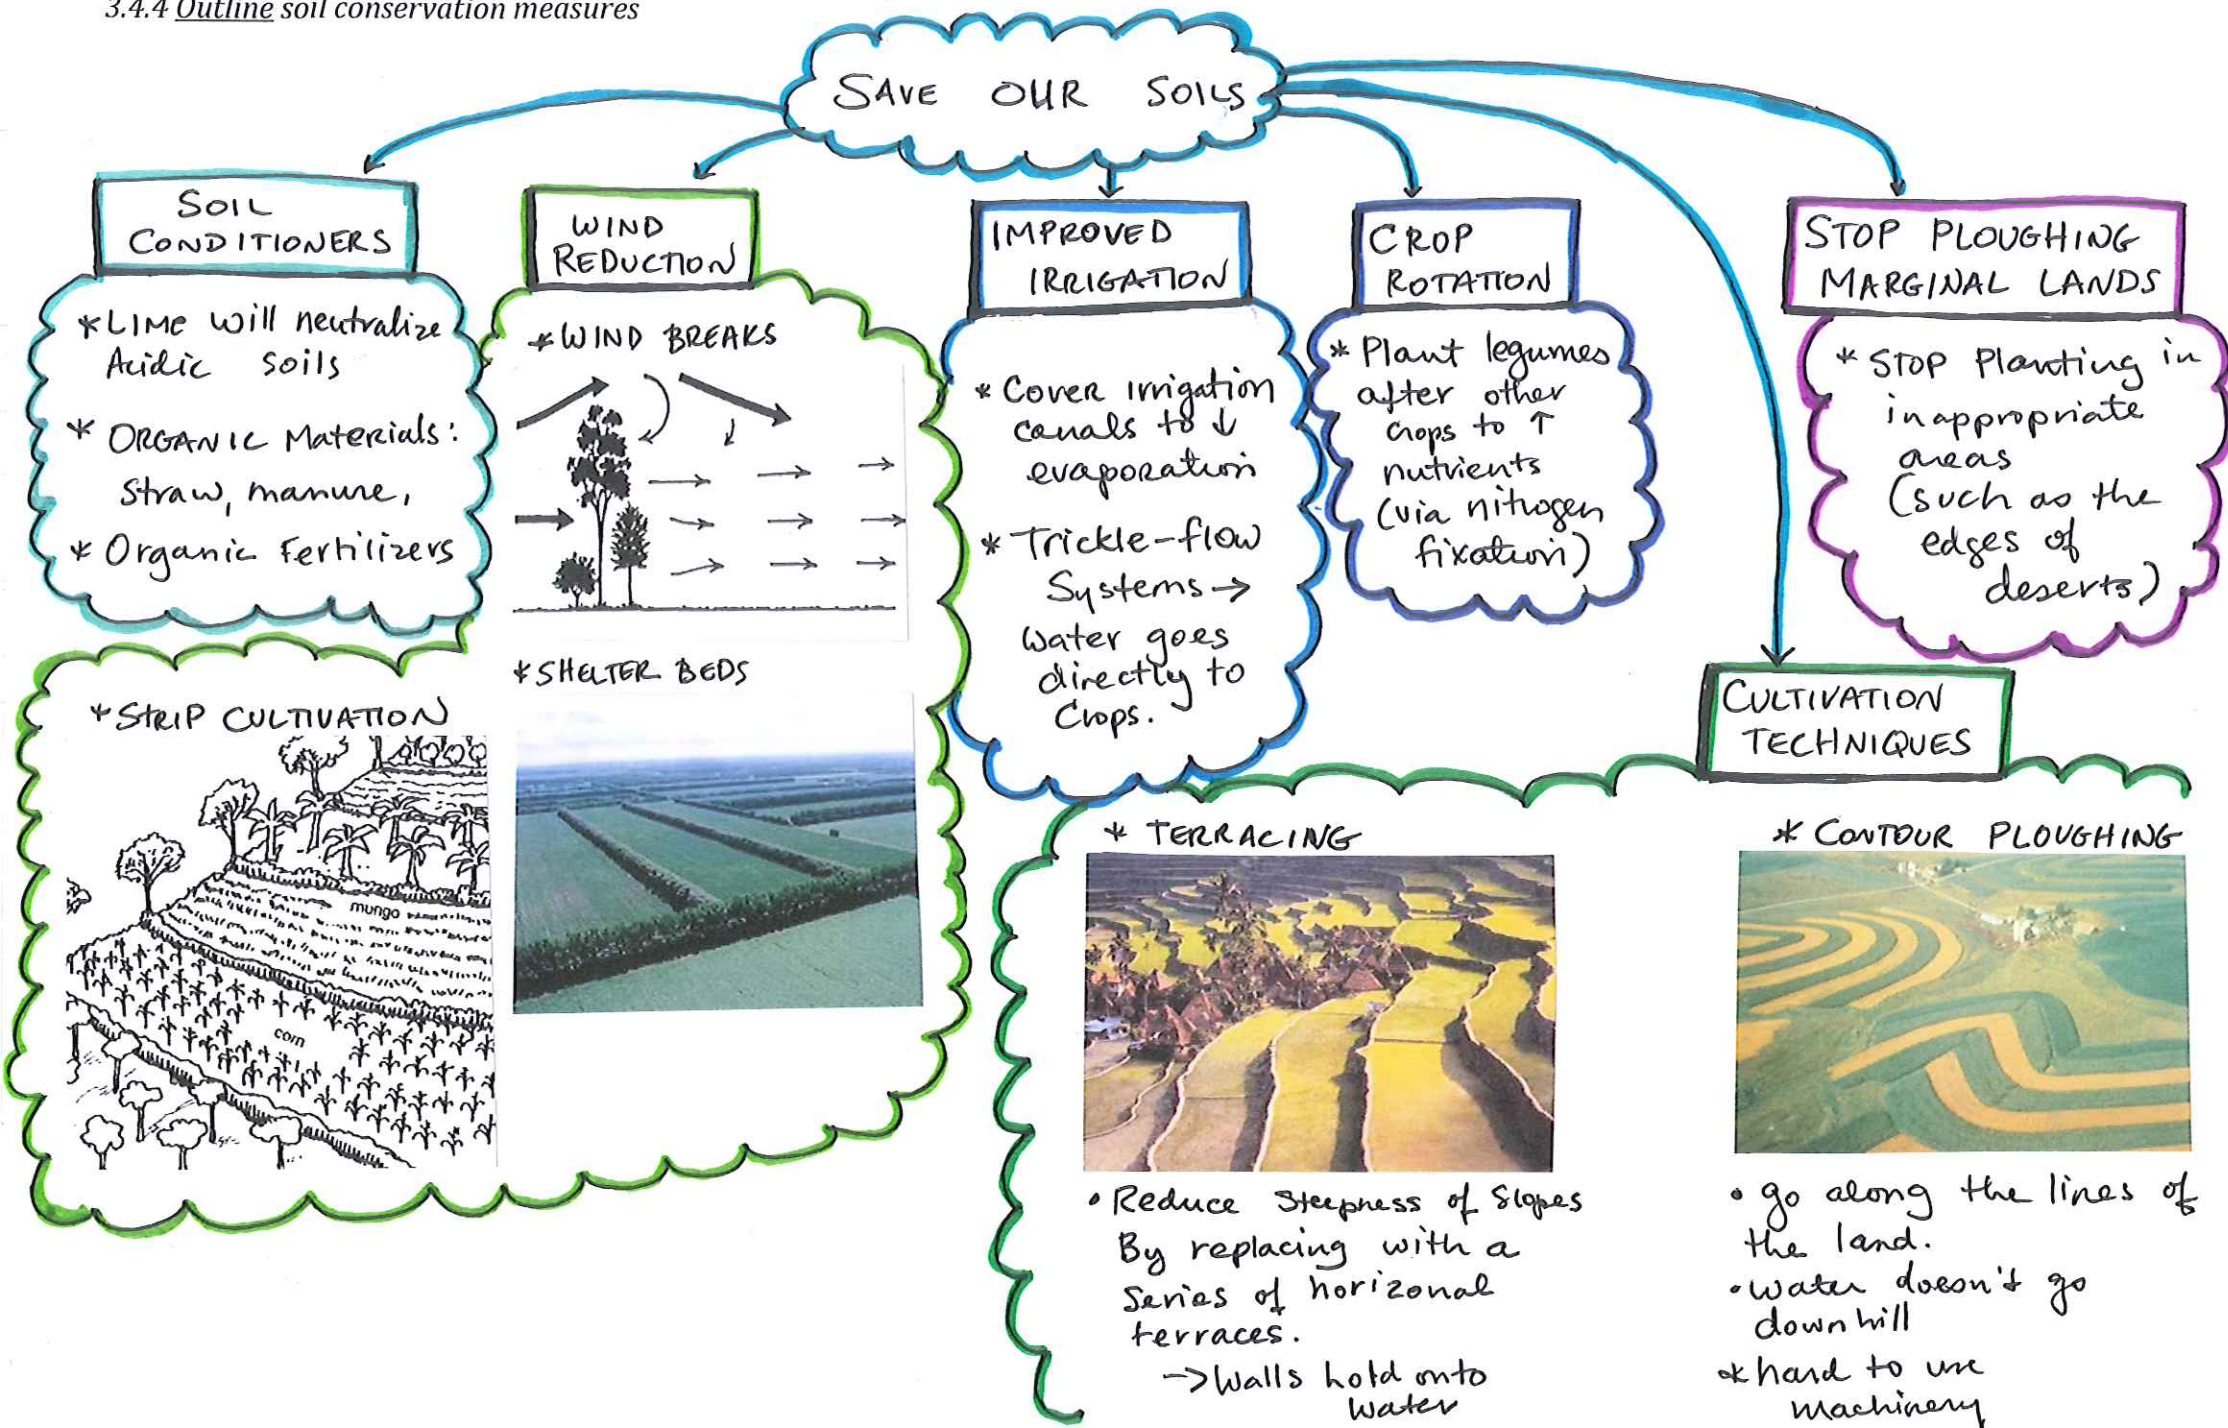 3.4.4 Outline soil conservation measures
SAVE OUR SOILS
SOIL
CONDITIONERS
*LIME will neutralize
Acidic soils
* ORGANIC Materials:
Straw, manure,
* Organic Fertilizers
WIND
REDUCTION
*WIND BREAKS
*SHELTER BEDS
*STRIP CULTIVATION
mungo
corn
IMPROVED
IRRIGATION
* Cover irrigation
canals to ↓
evaporation
* Trickle-flow
Systems →
water goes
directly to
Crops.
CROP
ROTATION
* Plant legumes
after other
crops to ↑
nutrients
(via nitrogen
fixation)
STOP PLOUGHING
MARGINAL LANDS
* STOP Planting in
inappropriate
areas
(such as the
edges of
deserts)
CULTIVATION
TECHNIQUES
* TERRACING
• Reduce Steepness of Slopes
By replacing with a
Series of horizonal
terraces.
→ Walls hold onto
water
* CONTOUR PLOUGHING
• go along the lines of
the land.
• water doesn't go
downhill
* hard to use
machinery